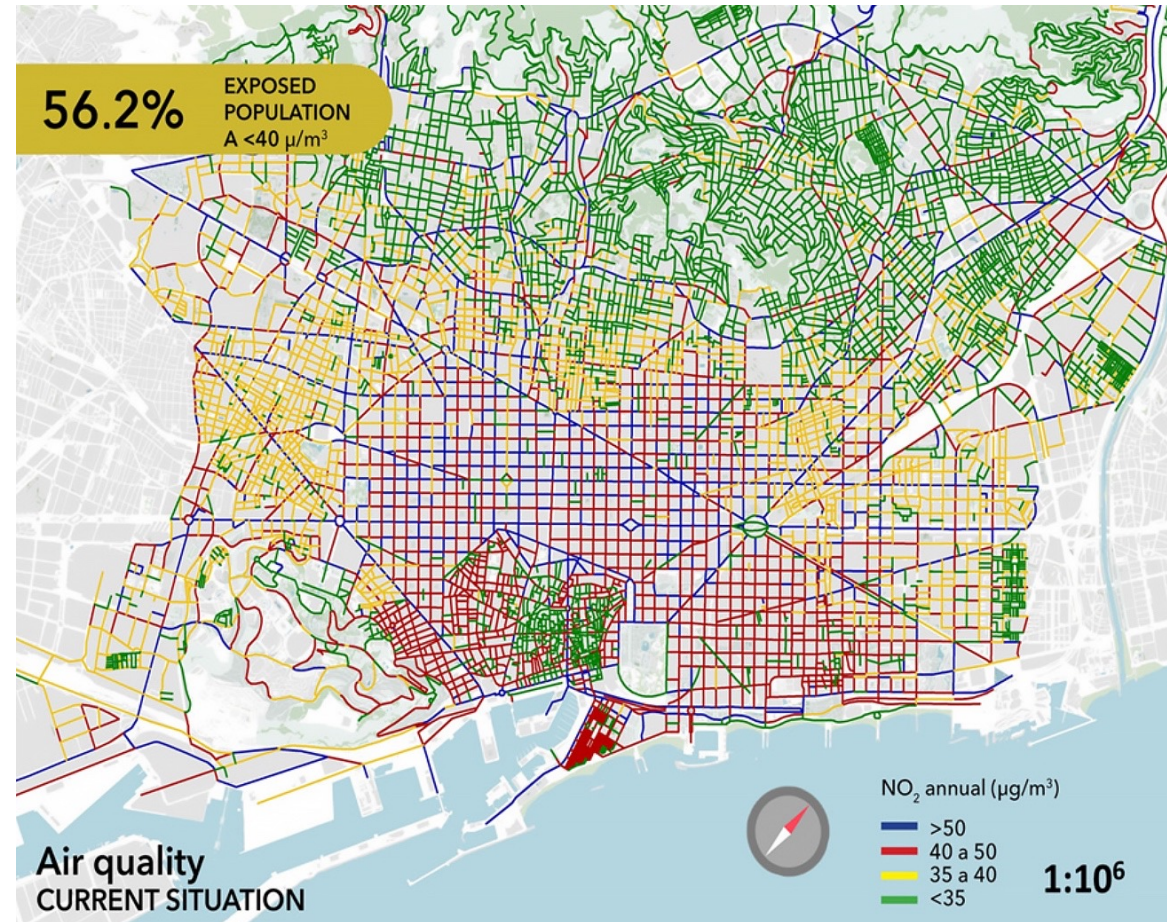 56.2%
EXPOSED
POPULATION
A <40 μ/m³
NO₂ annual (μg/m³)
>50
40 a 50
35 a 40
<35
1:10⁶
Air quality
CURRENT SITUATION